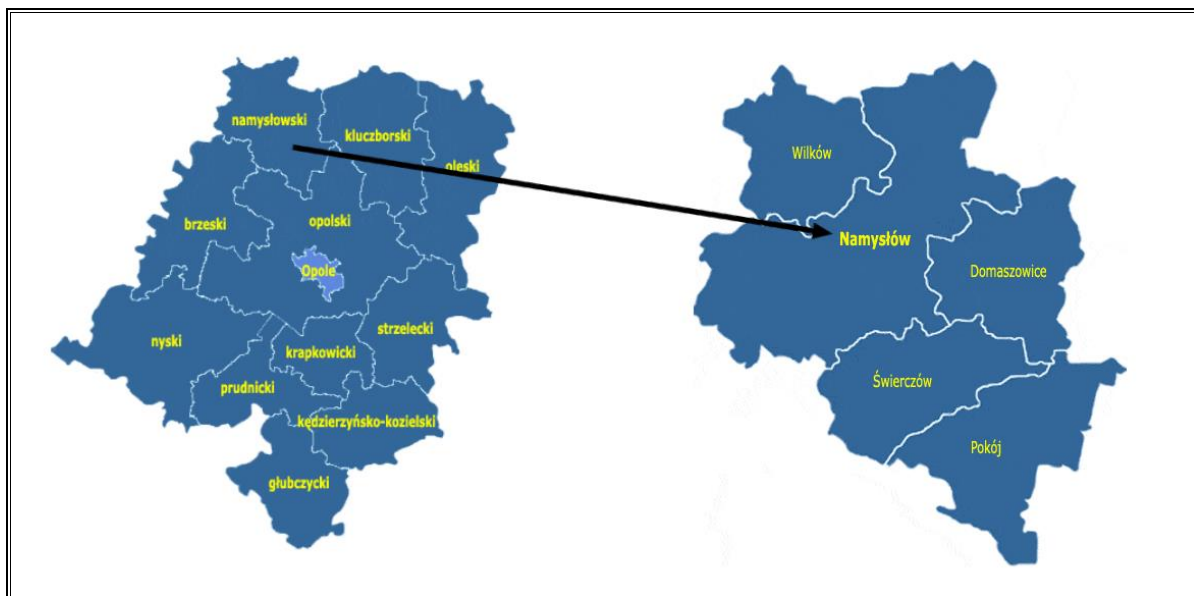 namysłowski
kluczborski
oleski
brzeski
opolski
Opole
nyski
strzelecki
krapkowicki
prudnicki
kędzierzyńsko-kozielski
głubczycki
Wilków
Namysłów
Domaszowice
Świerczów
Pokój